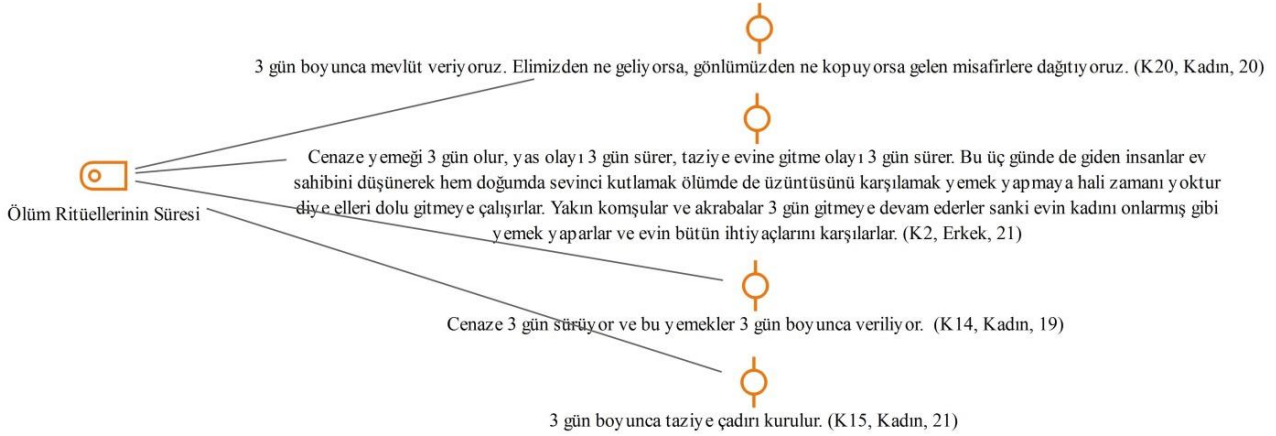 3 gün boyunca mevlüt veriyoruz. Elimizden ne geliyorsa, gönlümüzden ne kopuyorsa gelen misafirlere dağıtıyoruz. (K20, Kadın, 20)
Cenaze yemeği 3 gün olur, yas olayı 3 gün sürer, taziye evine gitme olayı 3 gün sürer. Bu üç günde de giden insanlar ev
sahibini düşünerek hem doğumda sevinci kutlamak ölümde de üzüntüsünü karşılamak yemek yapmaya hali zamanı yoktur
diye elleri dolu gitmeye çalışırlar. Yakın komşular ve akrabalar 3 gün gitmeye devam ederler sanki evin kadını onlarmış gibi
yemek yaparlar ve evin bütün ihtiyaçlarını karşılarlar. (K2, Erkek, 21)
Ölüm Ritüellerinin Süresi
Cenaze 3 gün sürüyor ve bu yemekler 3 gün boyunca veriliyor. (K14, Kadın, 19)
3 gün boyunca taziye çadırı kurulur. (K15, Kadın, 21)